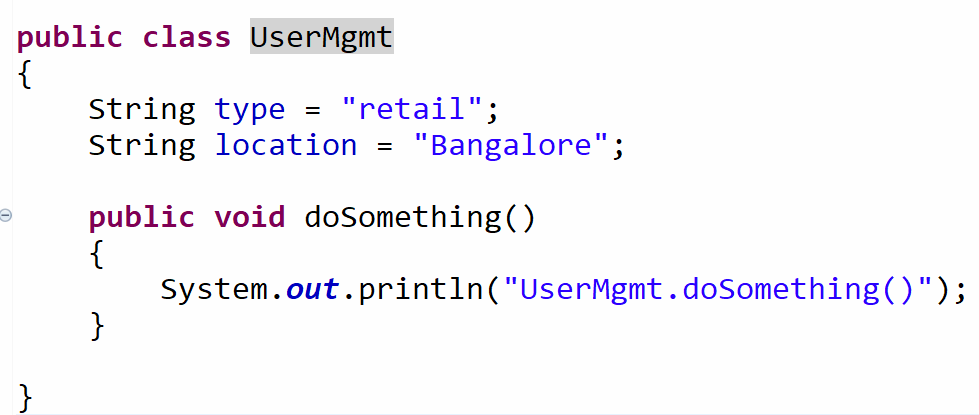 public class UserMgmt
{
    String type = "retail";
    String location = "Bangalore";

    public void doSomething()
    {
        System.out.println("UserMgmt.doSomething()");
    }

}